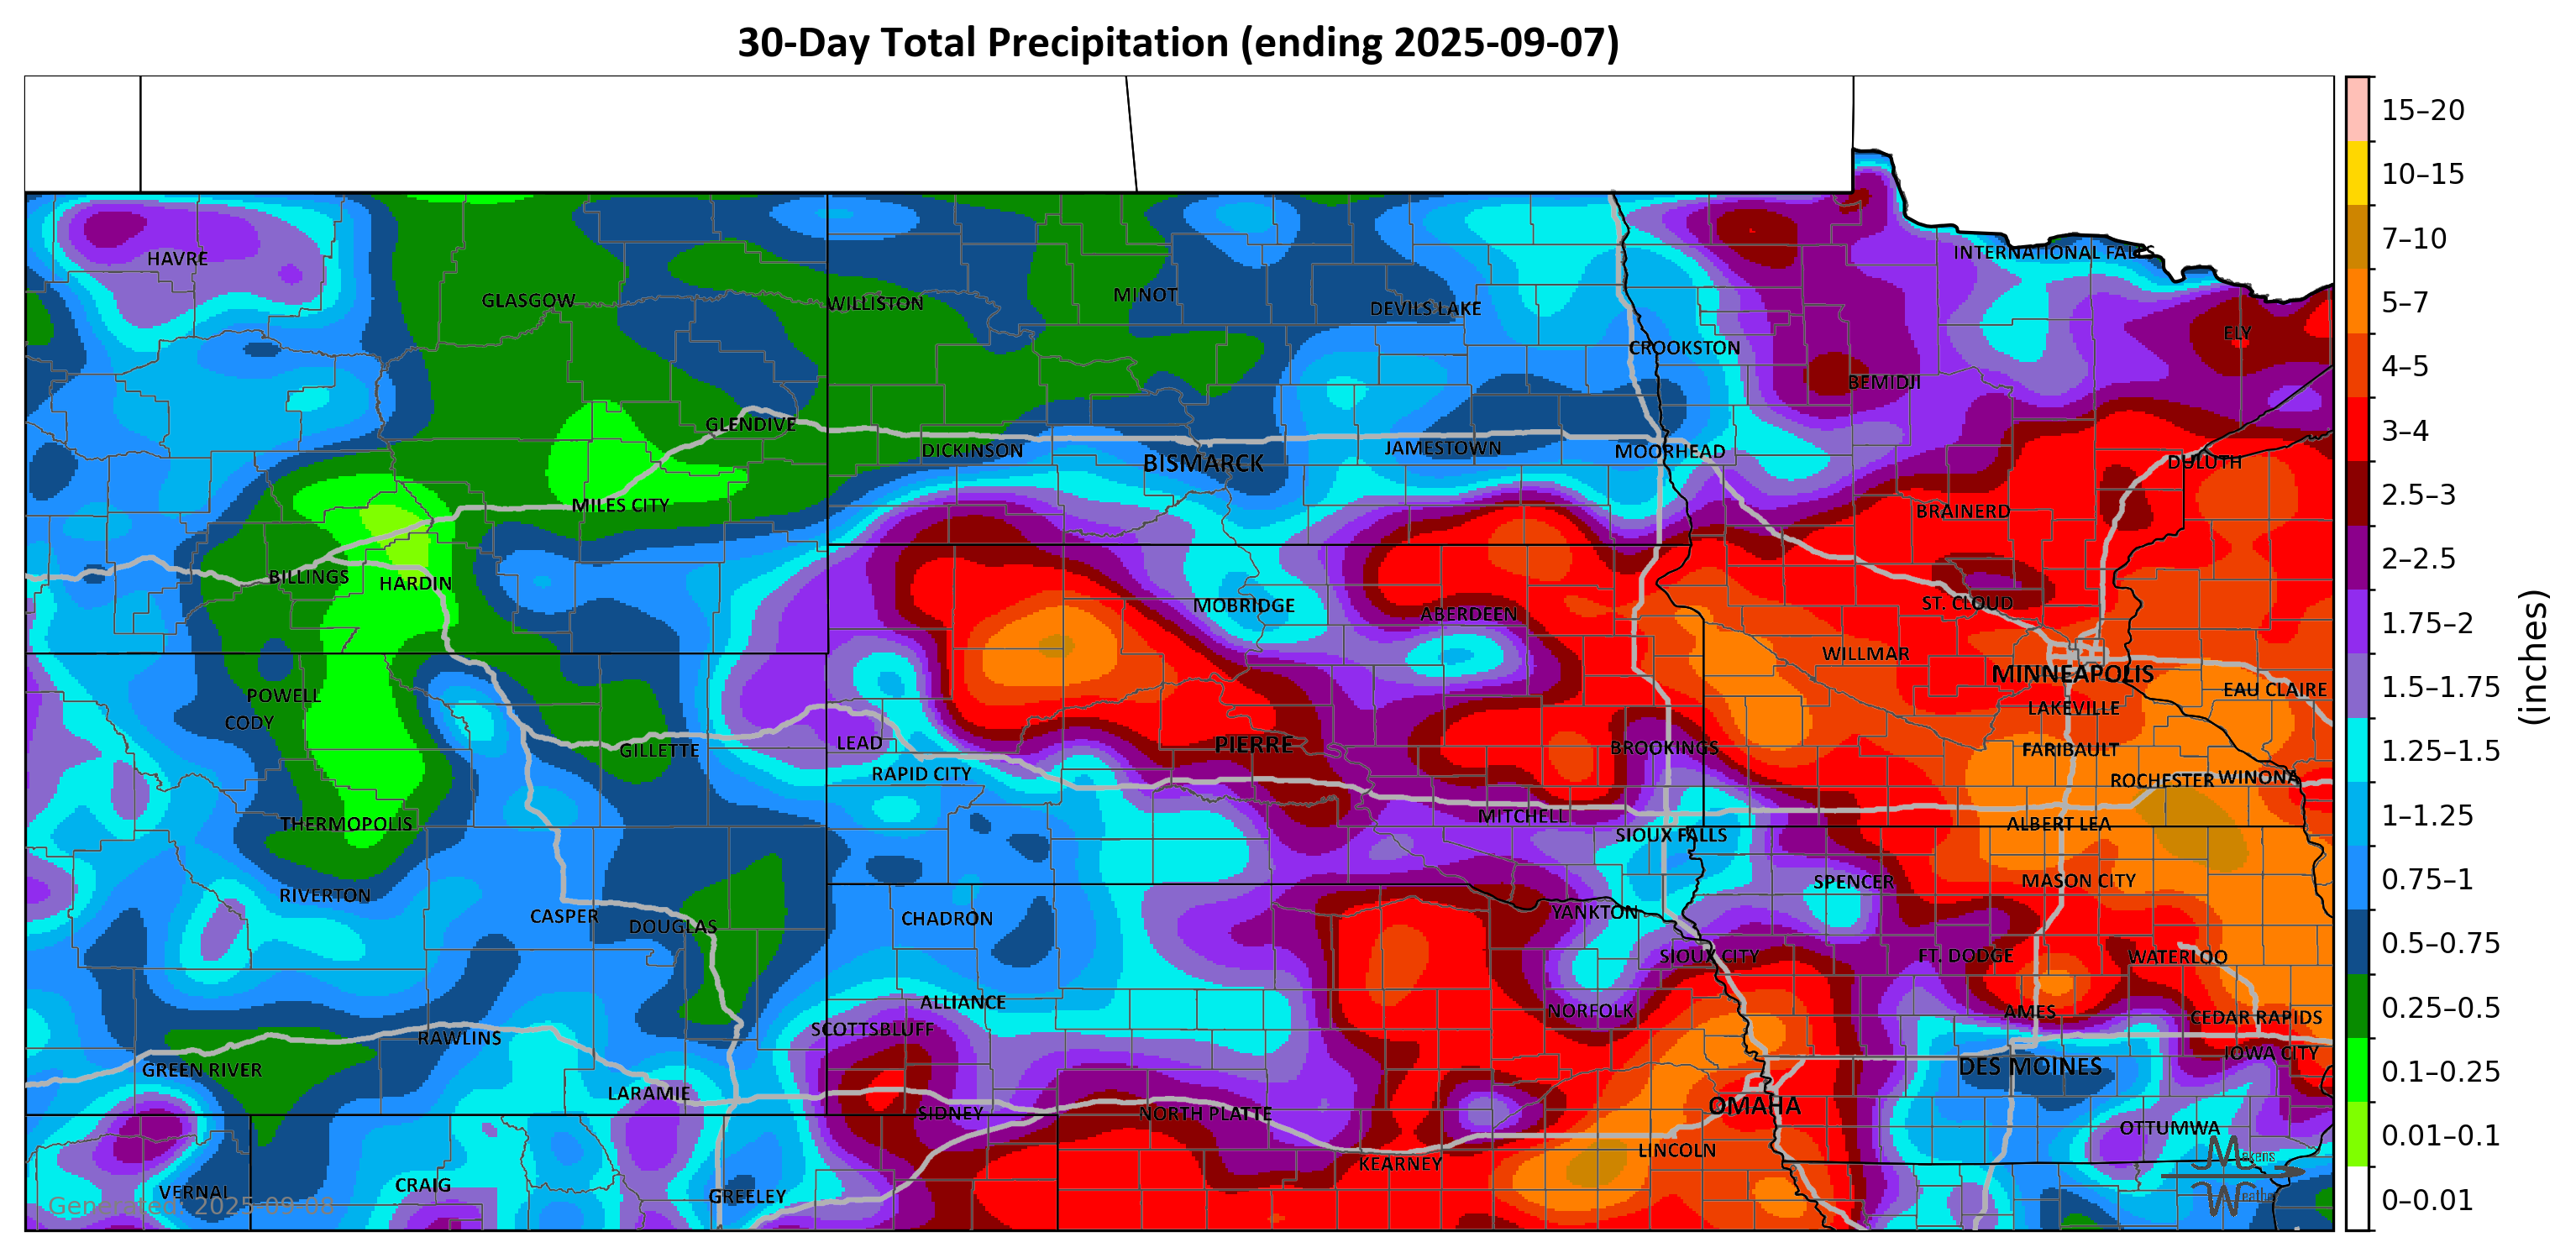 30-Day Total Precipitation (ending 2025-09-07)
15–20
10–15
7–10
5–7
4–5
3–4
2.5–3
2–2.5
1.75–2
1.5–1.75
1.25–1.5
1–1.25
0.75–1
0.5–0.75
0.25–0.5
0.1–0.25
0.01–0.1
0–0.01
(inches)
HAVRE
INTERNATIONAL FALLS
GLASGOW
WILLISTON
MINOT
DEVILS LAKE
ELY
CROOKSTON
BEMIDJI
GLENDIVE
DICKINSON
BISMARCK
JAMESTOWN
MOORHEAD
DULUTH
MILES CITY
BRAINERD
BILLINGS
HARDIN
MOBRIDGE
ABERDEEN
ST. CLOUD
WILLMAR
MINNEAPOLIS
POWELL
EAU CLAIRE
CODY
LAKEVILLE
GILLETTE
LEAD
PIERRE
BROOKINGS
FARIBAULT
RAPID CITY
ROCHESTER
WINONA
THERMOPOLIS
MITCHELL
SIOUX FALLS
ALBERT LEA
RIVERTON
SPENCER
MASON CITY
CASPER
DOUGLAS
CHADRON
YANKTON
SIOUX CITY
FT. DODGE
WATERLOO
ALLIANCE
NORFOLK
AMES
CEDAR RAPIDS
SCOTTSBLUFF
RAWLINS
GREEN RIVER
DES MOINES
IOWA CITY
LARAMIE
SIDNEY
NORTH PLATTE
OMAHA
OTTUMWA
LINCOLN
KEARNEY
Makens
Weather
VERNAL
CRAIG
GREELEY
Generated: 2025-09-08